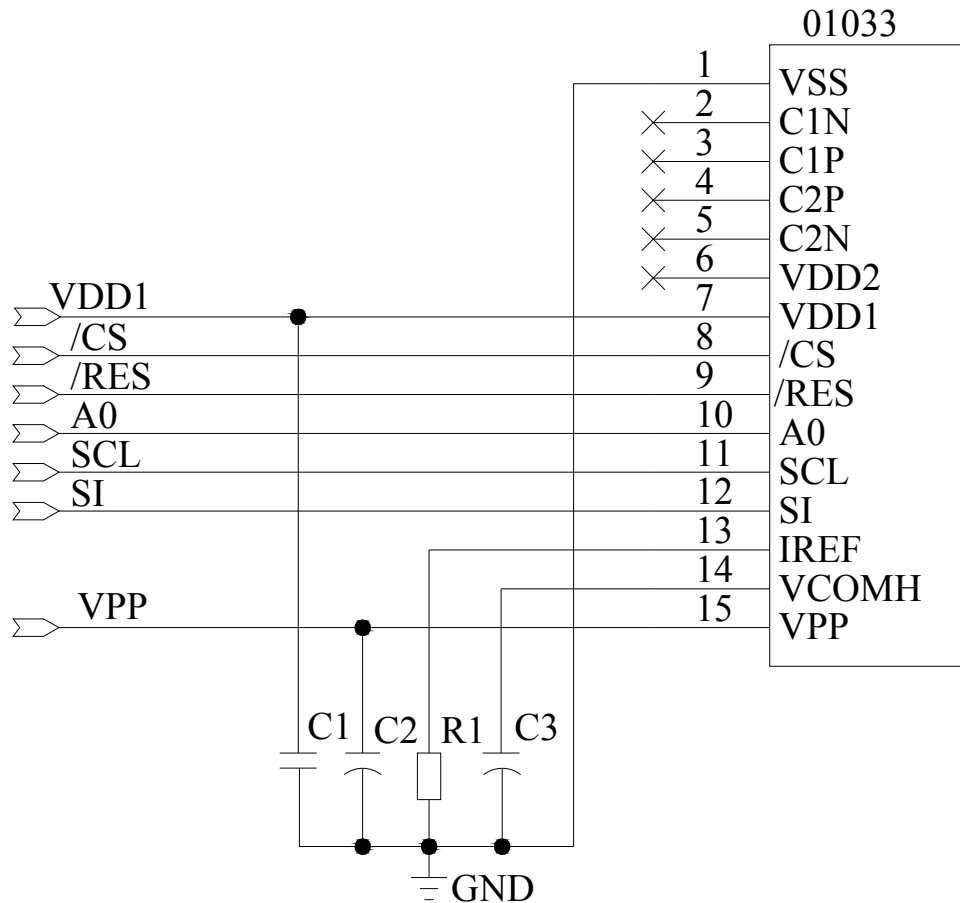 01033
1 VSS
2 C1N
3 C1P
4 C2P
5 C2N
6 VDD2
VDD1 7 VDD1
/CS 8 /CS
/RES 9 /RES
A0 10 A0
SCL 11 SCL
SI 12 SI
13 IREF
14 VCOMH
VPP 15 VPP
C1 C2 R1 C3
GND